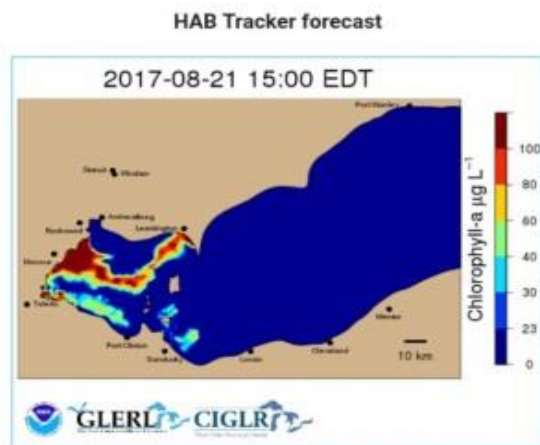 HAB Tracker forecast
2017-08-21 15:00 EDT
Port Stanley
Detroit
Windsor
Amherstburg
Rockwood
Leamington
Monroe
Toledo
Port Clinton
Sandusky
Lorain
Cleveland
10 km
100
80
60
40
30
23
0
Chlorophyll-a µg L⁻¹
GLERL
CIGLR